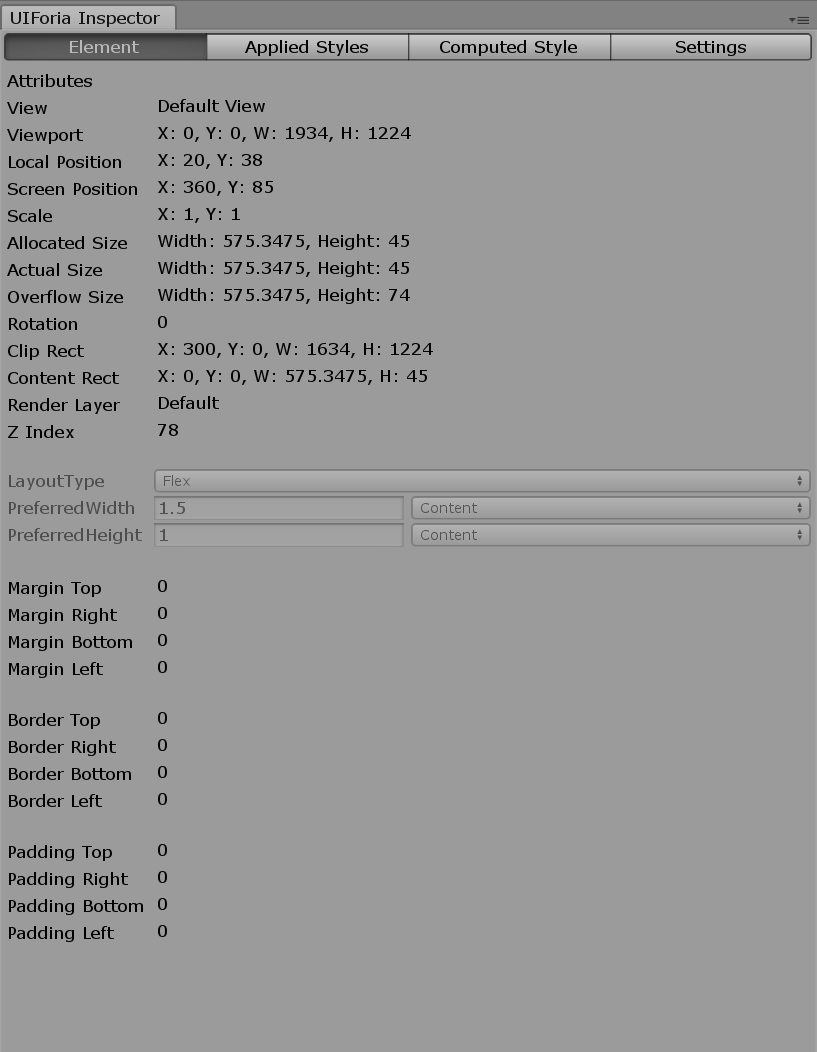 UIForia Inspector
Element Applied Styles Computed Style Settings
Attributes
View Default View
Viewport X: 0, Y: 0, W: 1934, H: 1224
Local Position X: 20, Y: 38
Screen Position X: 360, Y: 85
Scale X: 1, Y: 1
Allocated Size Width: 575.3475, Height: 45
Actual Size Width: 575.3475, Height: 45
Overflow Size Width: 575.3475, Height: 74
Rotation 0
Clip Rect X: 300, Y: 0, W: 1634, H: 1224
Content Rect X: 0, Y: 0, W: 575.3475, H: 45
Render Layer Default
Z Index 78
LayoutType Flex
PreferredWidth 1.5 Content
PreferredHeight 1 Content
Margin Top 0
Margin Right 0
Margin Bottom 0
Margin Left 0
Border Top 0
Border Right 0
Border Bottom 0
Border Left 0
Padding Top 0
Padding Right 0
Padding Bottom 0
Padding Left 0